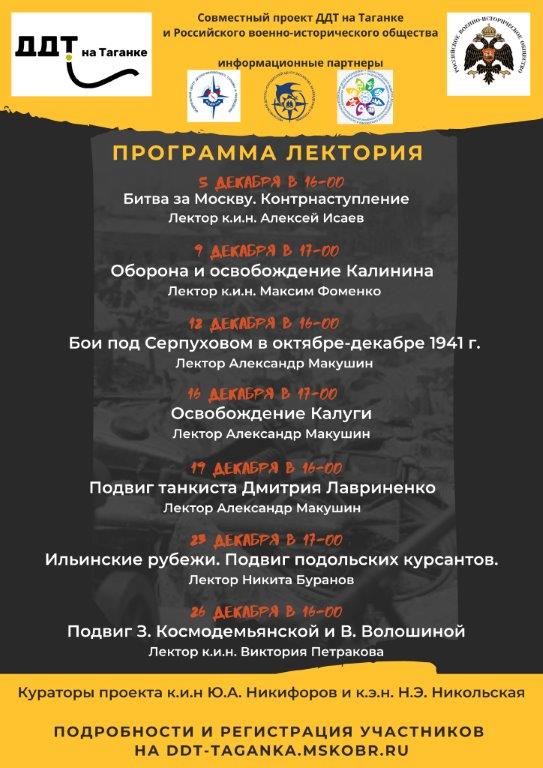 ДДТ на Таганке
Совместный проект ДДТ на Таганке
и Российского военно-исторического общества
информационные партнеры
РОССИЙСКОЕ ВОЕННО-ИСТОРИЧЕСКОЕ ОБЩЕСТВО
ПРОГРАММА ЛЕКТОРИЯ
5 ДЕКАБРЯ В 16-00
Битва за Москву. Контрнаступление
Лектор к.и.н. Алексей Исаев
9 ДЕКАБРЯ В 17-00
Оборона и освобождение Калинина
Лектор к.и.н. Максим Фоменко
12 ДЕКАБРЯ В 16-00
Бои под Серпуховом в октябре-декабре 1941 г.
Лектор Александр Макушин
16 ДЕКАБРЯ В 17-00
Освобождение Калуги
Лектор Александр Макушин
19 ДЕКАБРЯ В 16-00
Подвиг танкиста Дмитрия Лавриненко
Лектор Александр Макушин
23 ДЕКАБРЯ В 17-00
Ильинские рубежи. Подвиг подольских курсантов.
Лектор Никита Буранов
26 ДЕКАБРЯ В 16-00
Подвиг З. Космодемьянской и В. Волошиной
Лектор к.и.н. Виктория Петракова
Кураторы проекта к.и.н Ю.А. Никифоров и к.э.н. Н.Э. Никольская
ПОДРОБНОСТИ И РЕГИСТРАЦИЯ УЧАСТНИКОВ
НА DDT-TAGANKA.MSKOBR.RU